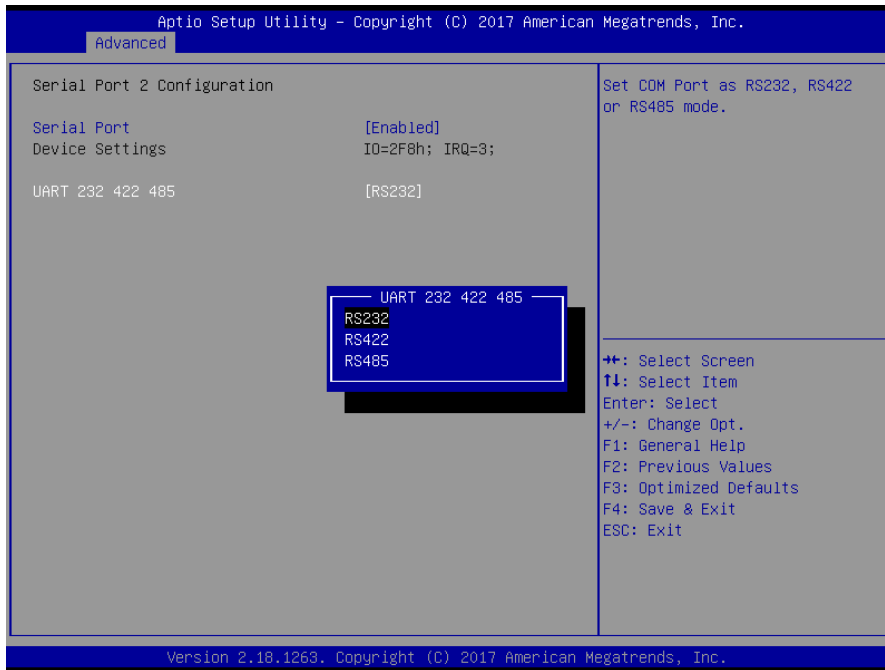 Aptio Setup Utility – Copyright (C) 2017 American Megatrends, Inc.
Advanced
Serial Port 2 Configuration
Serial Port [Enabled]
Device Settings IO=2F8h; IRQ=3;
UART 232 422 485 [RS232]
UART 232 422 485
RS232
RS422
RS485
Set COM Port as RS232, RS422
or RS485 mode.
→←: Select Screen
↑↓: Select Item
Enter: Select
+/-: Change Opt.
F1: General Help
F2: Previous Values
F3: Optimized Defaults
F4: Save & Exit
ESC: Exit
Version 2.18.1263. Copyright (C) 2017 American Megatrends, Inc.